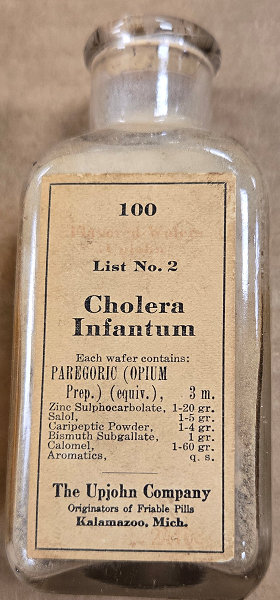 100
List No. 2
Cholera
Infantum
Each wafer contains:
PAREGORIC (OPIUM
Prep.) (equiv.), 3 m.
Zinc Sulphocarbolate, 1-20 gr.
Salol, 1-5 gr.
Caripeptic Powder, 1-4 gr.
Bismuth Subgallate, 1 gr.
Calomel, 1-60 gr.
Aromatics, q. s.
The Upjohn Company
Originators of Friable Pills
Kalamazoo, Mich.